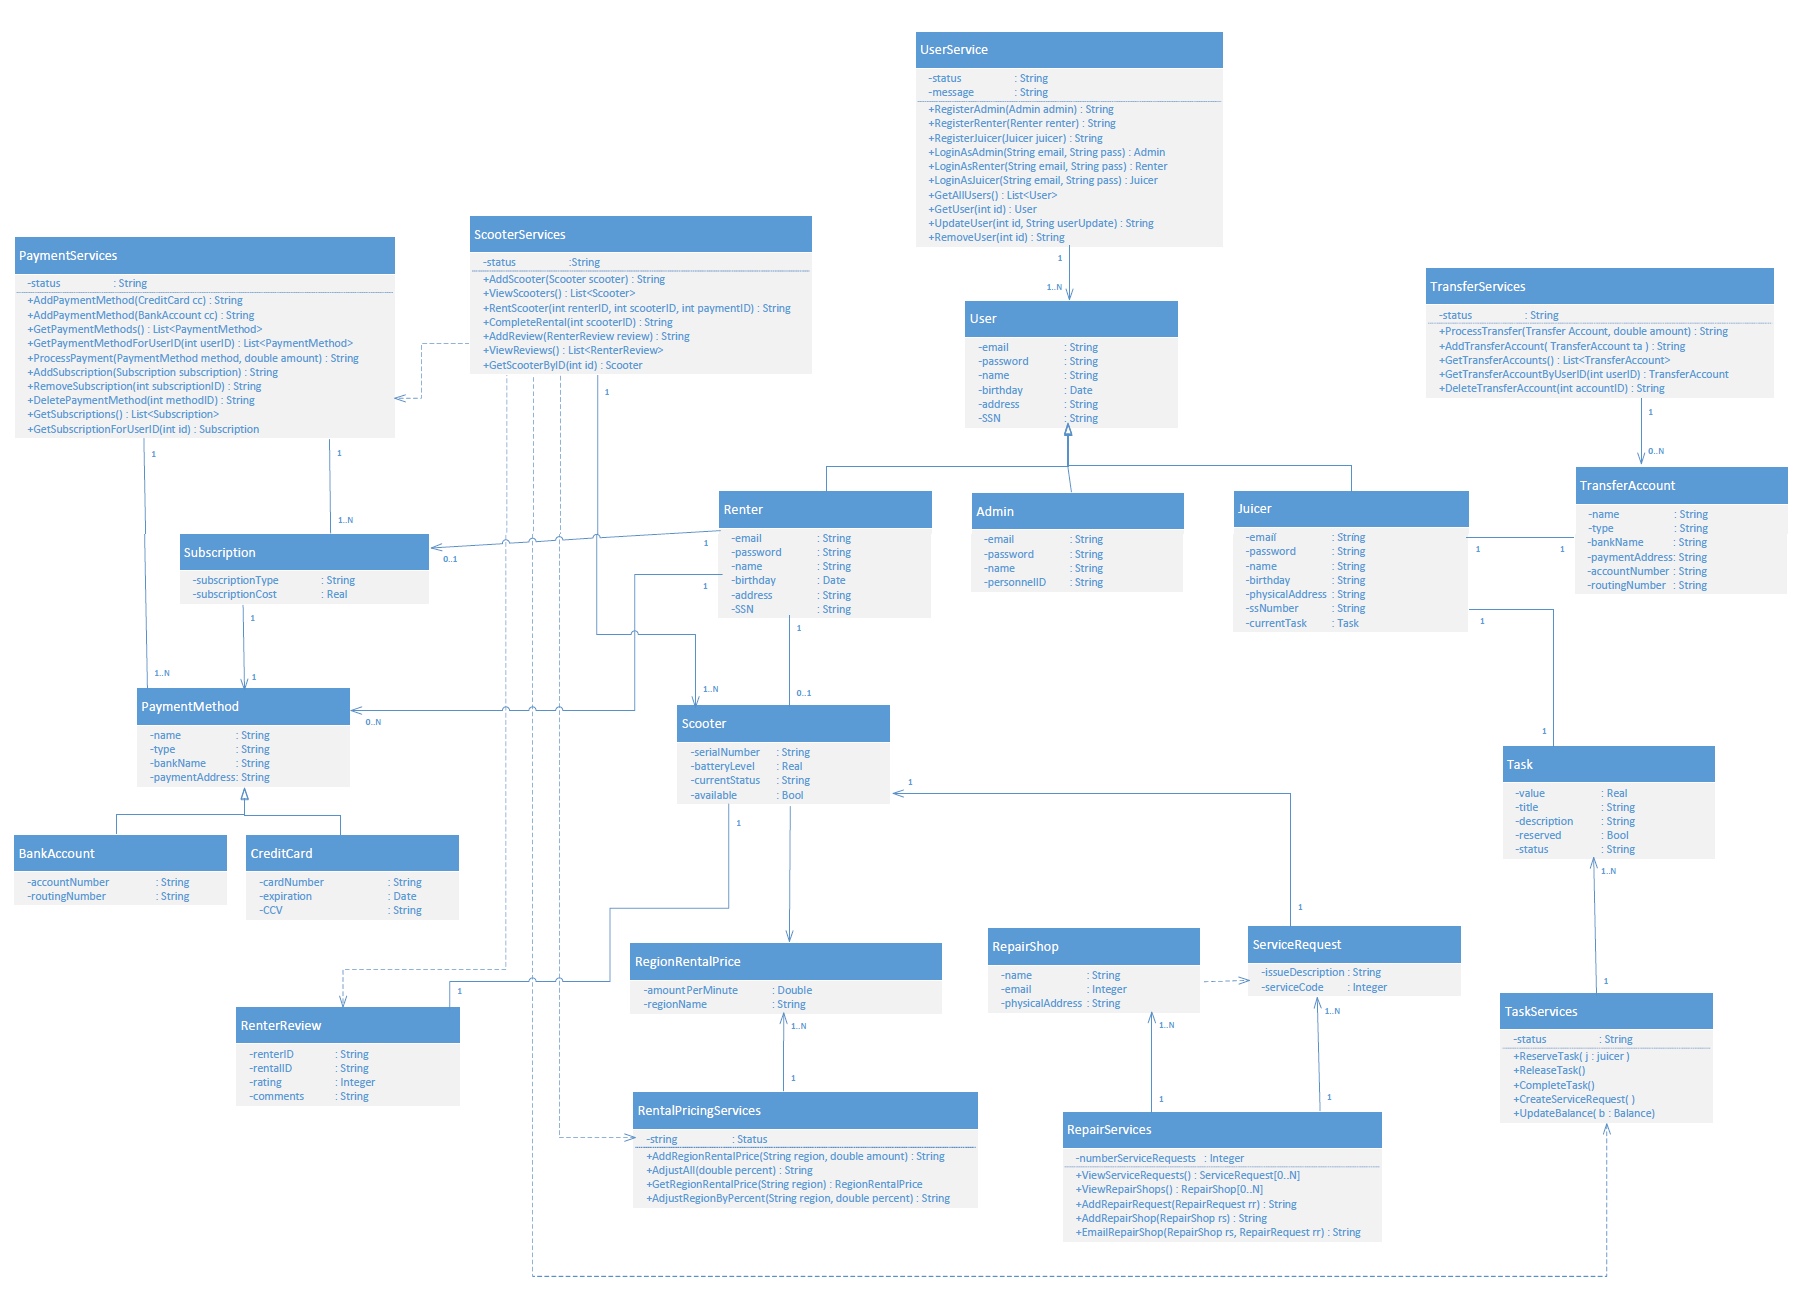 UserService
-status : String
-message : String
+RegisterAdmin(Admin admin) : String
+RegisterRenter(Renter renter) : String
+RegisterJuicer(Juicer juicer) : String
+LoginAsAdmin(String email, String pass) : Admin
+LoginAsRenter(String email, String pass) : Renter
+LoginAsJuicer(String email, String pass) : Juicer
+GetAllUsers() : List<User>
+GetUser(int id) : User
+UpdateUser(int id, String userUpdate) : String
+RemoveUser(int id) : String
1
1..N
ScooterServices
-status :String
+AddScooter(Scooter scooter) : String
+ViewScooters() : List<Scooter>
+RentScooter(int renterID, int scooterID, int paymentID) : String
+CompleteRental(int scooterID) : String
+AddReview(RenterReview review) : String
+ViewReviews() : List<RenterReview>
+GetScooterByID(int id) : Scooter
1
PaymentServices
-status : String
+AddPaymentMethod(CreditCard cc) : String
+AddPaymentMethod(BankAccount cc) : String
+GetPaymentMethods() : List<PaymentMethod>
+GetPaymentMethodForUserID(int userID) : List<PaymentMethod>
+ProcessPayment(PaymentMethod method, double amount) : String
+AddSubscription(Subscription subscription) : String
+RemoveSubscription(int subscriptionID) : String
+DeletePaymentMethod(int methodID) : String
+GetSubscriptions() : List<Subscription>
+GetSubscriptionForUserID(int id) : Subscription
1
1
1..N
User
-email : String
-password : String
-name : String
-birthday : Date
-address : String
-SSN : String
TransferServices
-status : String
+ProcessTransfer(Transfer Account, double amount) : String
+AddTransferAccount( TransferAccount ta ) : String
+GetTransferAccounts() : List<TransferAccount>
+GetTransferAccountByUserID(int userID) : TransferAccount
+DeleteTransferAccount(int accountID) : String
1
0..N
Subscription
-subscriptionType : String
-subscriptionCost : Real
1
1
1..N
0..1
1
1
Renter
-email : String
-password : String
-name : String
-birthday : Date
-address : String
-SSN : String
1
0..1
Admin
-email : String
-password : String
-name : String
-personnelID : String
Juicer
-email : String
-password : String
-name : String
-birthday : String
-physicalAddress : String
-ssNumber : String
-currentTask : Task
1
1
1
1
TransferAccount
-name : String
-type : String
-bankName : String
-paymentAddress: String
-accountNumber : String
-routingNumber : String
PaymentMethod
-name : String
-type : String
-bankName : String
-paymentAddress: String
0..N
1..N
Scooter
-serialNumber : String
-batteryLevel : Real
-currentStatus : String
-available : Bool
1
1
1
Task
-value : Real
-title : String
-description : String
-reserved : Bool
-status : String
1..N
1
BankAccount
-accountNumber : String
-routingNumber : String
CreditCard
-cardNumber : String
-expiration : Date
-CCV : String
RegionRentalPrice
-amountPerMinute : Double
-regionName : String
1..N
1
RepairShop
-name : String
-email : Integer
-physicalAddress : String
1..N
1
ServiceRequest
-issueDescription : String
-serviceCode : Integer
1..N
1
1
RenterReview
-renterID : String
-rentalID : String
-rating : Integer
-comments : String
TaskServices
-status : String
+ReserveTask( j : juicer )
+ReleaseTask()
+CompleteTask()
+CreateServiceRequest( )
+UpdateBalance( b : Balance)
RentalPricingServices
-string : Status
+AddRegionRentalPrice(String region, double amount) : String
+AdjustAll(double percent) : String
+GetRegionRentalPrice(String region) : RegionRentalPrice
+AdjustRegionByPercent(String region, double percent) : String
RepairServices
-numberServiceRequests : Integer
+ViewServiceRequests() : ServiceRequest[0..N]
+ViewRepairShops() : RepairShop[0..N]
+AddRepairRequest(RepairRequest rr) : String
+AddRepairShop(RepairShop rs) : String
+EmailRepairShop(RepairShop rs, RepairRequest rr) : String